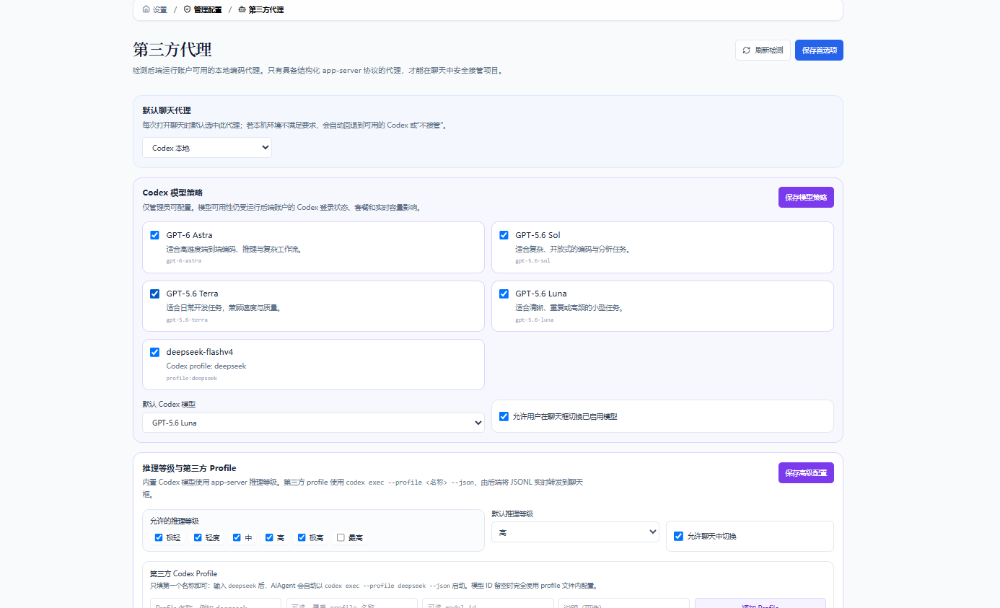 设置 / 管理配置 / 第三方代理
第三方代理
刷新检测
保存首选项
检测后端运行账户可用的本地编码代理。只有具备结构化 app-server 协议的代理，才能在聊天中安全接管项目。
默认聊天代理
每次打开聊天时默认选中此代理；若本机环境不满足要求，会自动回退到可用的 Codex 或"不接管"。
Codex 本地
Codex 模型策略
保存模型策略
仅管理员可配置。模型可用性仍受运行后端账户的 Codex 登录状态、套餐和实时容量影响。
GPT-6 Astra
适合高难度端到端编码、推理与复杂工作流。
gpt-6-astra
GPT-5.6 Sol
适合复杂、开放式的编码与分析任务。
gpt-5.6-sol
GPT-5.6 Terra
适合日常开发任务，兼顾速度与质量。
gpt-5.6-terra
GPT-5.6 Luna
适合清晰、重复或高频的小型任务。
gpt-5.6-luna
deepseek-flashv4
Codex profile: deepseek
profile:deepseek
默认 Codex 模型
GPT-5.6 Luna
允许用户在聊天框切换已启用模型
推理等级与第三方 Profile
保存高级配置
内置 Codex 模型使用 app-server 推理等级。第三方 profile 使用 codex exec --profile <名称> --json，由后端将 JSONL 实时转发到聊天
框。
允许的推理等级
极轻 轻度 中 高 极高 最高
默认推理等级
高
允许聊天中切换
第三方 Codex Profile
只填第一个名称即可：输入 deepseek 后，AiAgent 会自动以 codex exec --profile deepseek --json 启动。模型 ID 留空时完全使用 profile 文件内配置。
Profile 名称，例如 deepseek
可选，覆盖 profile 名称
可选 model id
说明（可选）
添加 Profile